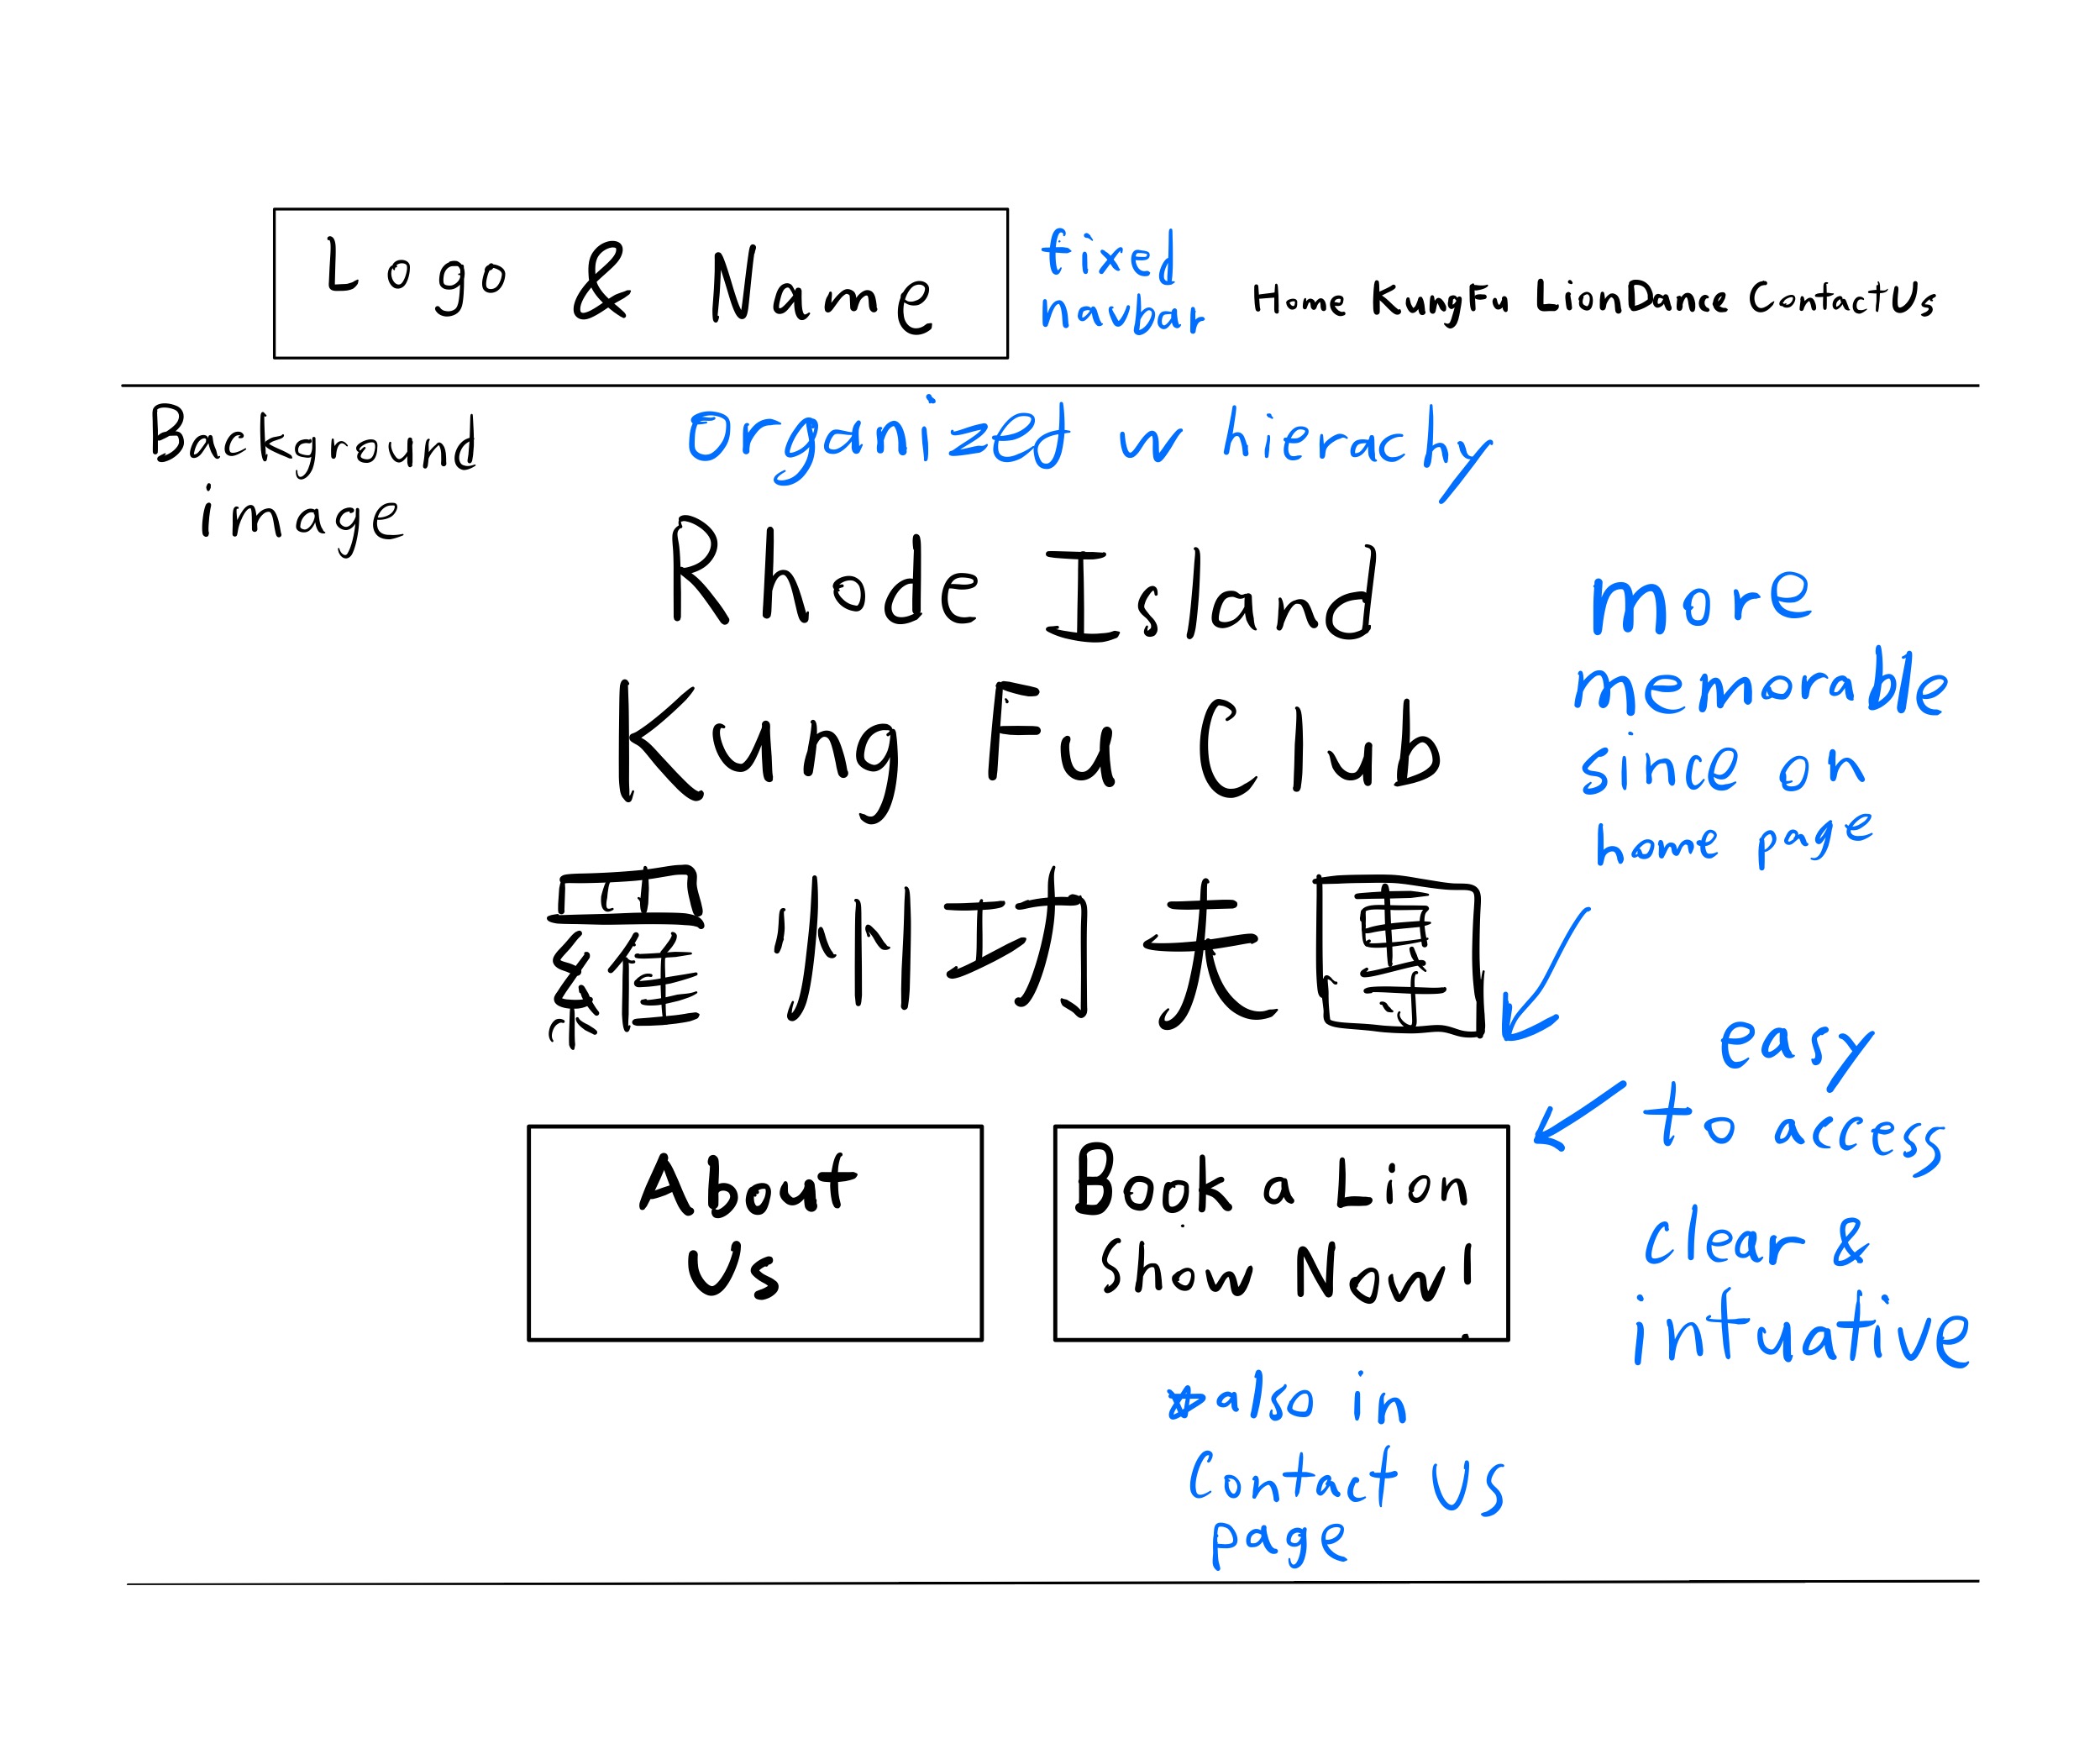 Logo & Name
fixed
navbar
Home KungFu LionDance ContactUs
Background
image
organized w/ hierachy
Rhode Island
Kung Fu Club
羅州功夫團
more
memorable
since on
home page
About
Us
Book a Lion
Show Now!
easy
to access
clear &
intuative
*also in
Contact Us
page